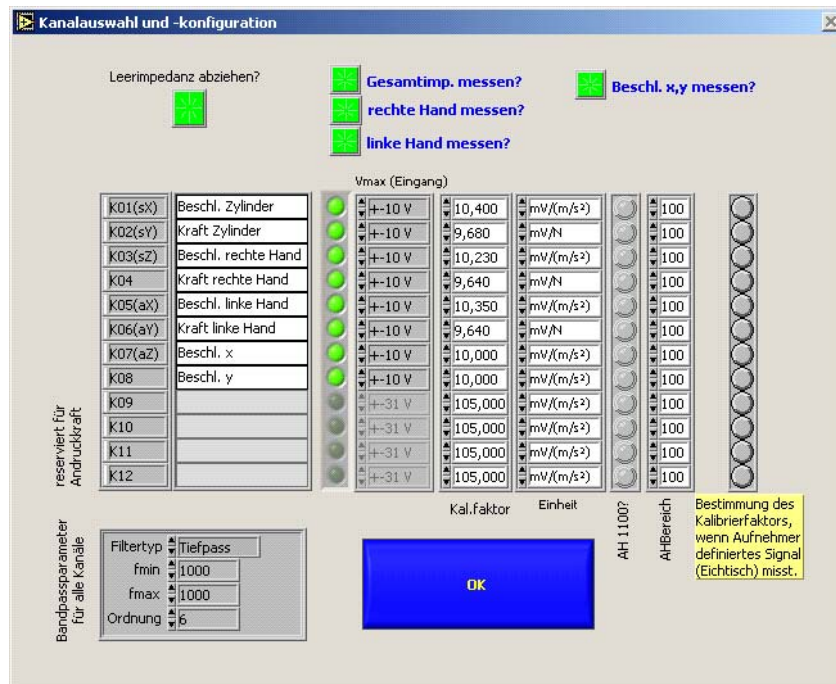 Kanalauswahl und -konfiguration
Leerimpedanz abziehen?
Gesamtimp. messen?
rechte Hand messen?
linke Hand messen?
Beschl. x,y messen?
Vmax (Eingang)
K01(sX) Beschl. Zylinder +-10 V 10,400 mV/(m/s²) 100
K02(sY) Kraft Zylinder +-10 V 9,680 mV/N 100
K03(sZ) Beschl. rechte Hand +-10 V 10,230 mV/(m/s²) 100
K04 Kraft rechte Hand +-10 V 9,640 mV/N 100
K05(aX) Beschl. linke Hand +-10 V 10,350 mV/(m/s²) 100
K06(aY) Kraft linke Hand +-10 V 9,640 mV/N 100
K07(aZ) Beschl. x +-10 V 10,000 mV/(m/s²) 100
K08 Beschl. y +-10 V 10,000 mV/(m/s²) 100
K09 +-31 V 105,000 mV/(m/s²) 100
K10 +-31 V 105,000 mV/(m/s²) 100
K11 +-31 V 105,000 mV/(m/s²) 100
K12 +-31 V 105,000 mV/(m/s²) 100
reserviert für
Andruckkraft
Kal.faktor
Einheit
AH 1100?
AHBereich
Bestimmung des
Kalibrierfaktors,
wenn Aufnehmer
definiertes Signal
(Eichtisch) misst.
Bandpassparameter
für alle Kanäle
Filtertyp Tiefpass
fmin 1000
fmax 1000
Ordnung 6
OK